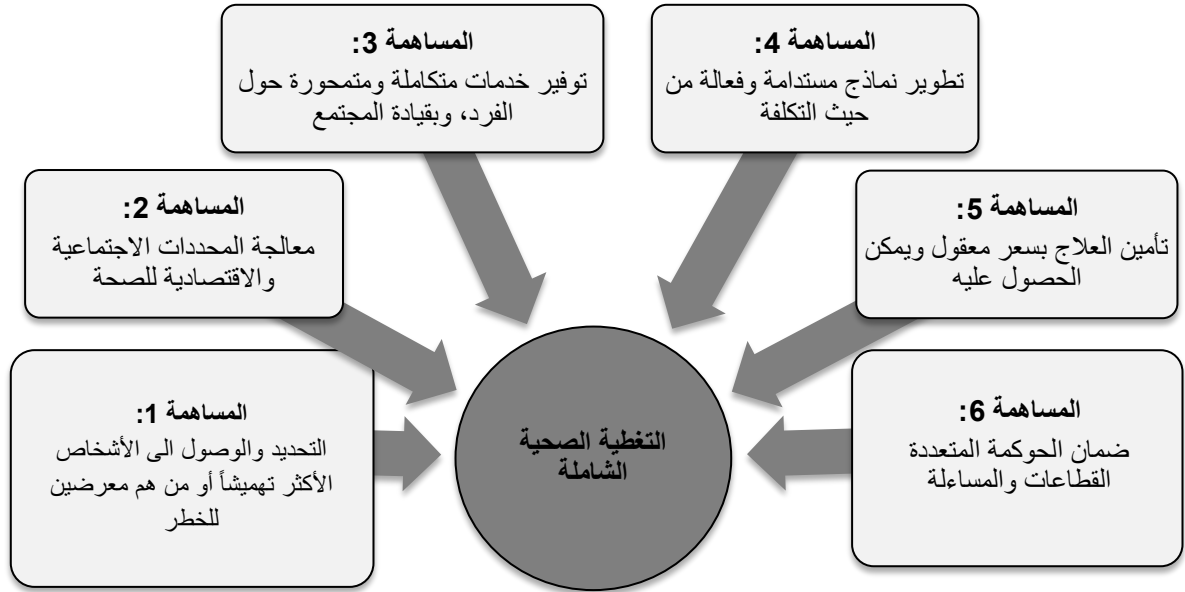 المساهمة 1:
التحديد والوصول الى الأشخاص
الأكثر تهميشاً أو من هم معرضين
للخطر
المساهمة 2:
معالجة المحددات الاجتماعية
والاقتصادية للصحة
المساهمة 3:
توفير خدمات متكاملة ومتمحورة حول
الفرد، وبقيادة المجتمع
المساهمة 4:
تطوير نماذج مستدامة وفعالة من
حيث التكلفة
المساهمة 5:
تأمين العلاج بسعر معقول ويمكن
الحصول عليه
المساهمة 6:
ضمان الحوكمة المتعددة
القطاعات والمساءلة
التغطية الصحية
الشاملة